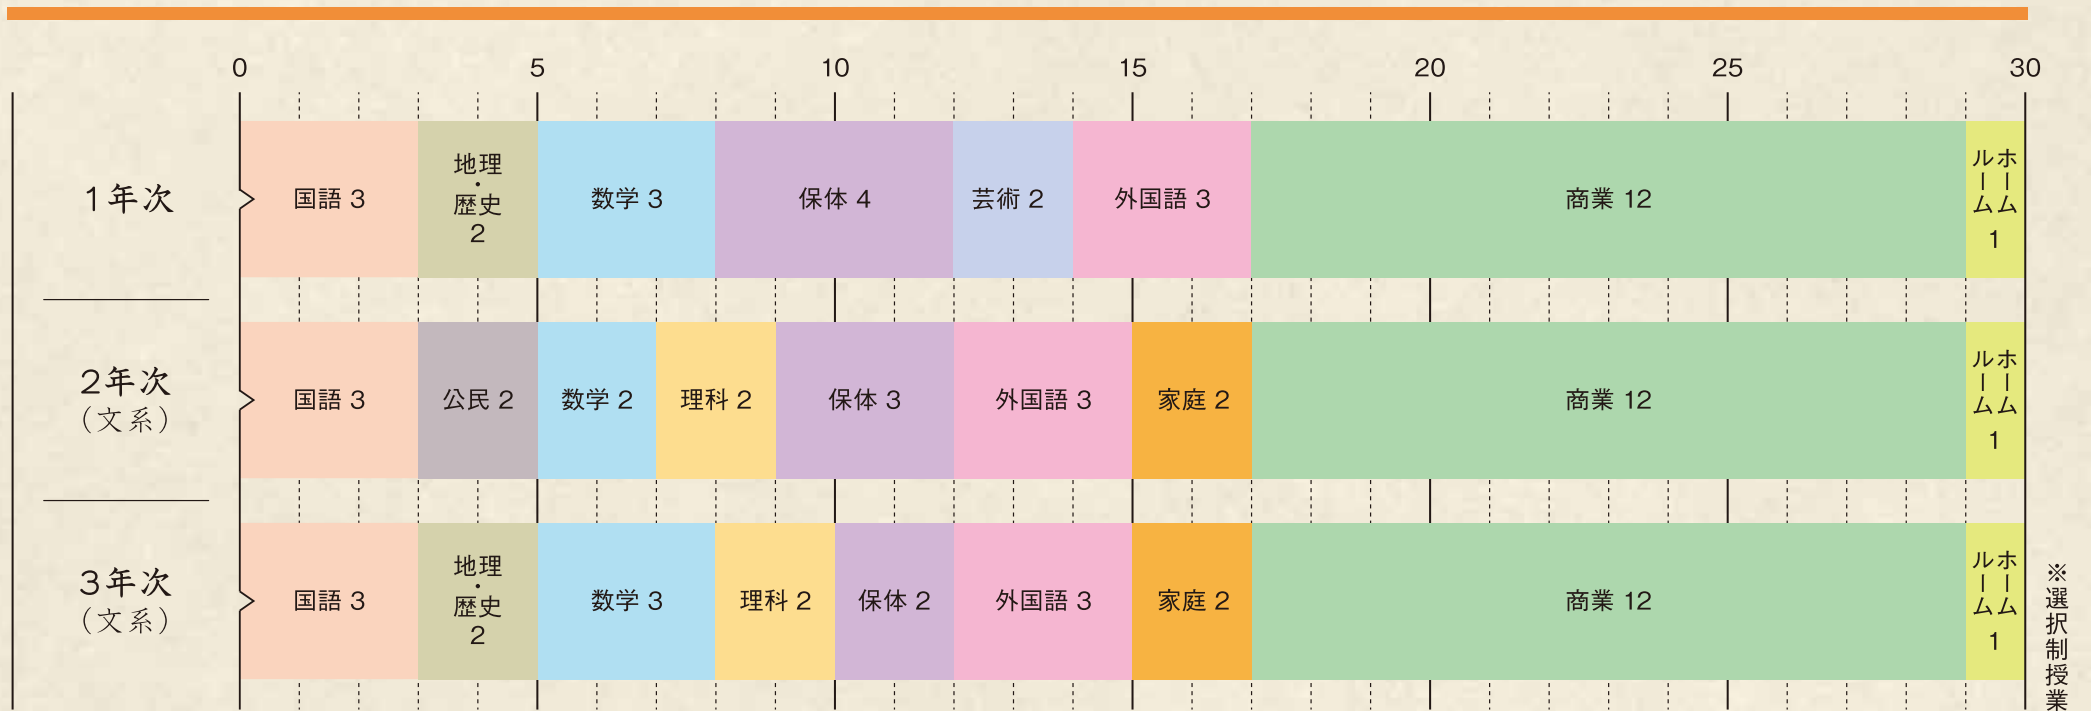 0 5 10 15 20 25 30
1年次
国語 3
地理・歴史 2
数学 3
保体 4
芸術 2
外国語 3
商業 12
ホームルーム 1
2年次
（文系）
国語 3
公民 2
数学 2
理科 2
保体 3
外国語 3
家庭 2
商業 12
ホームルーム 1
3年次
（文系）
国語 3
地理・歴史 2
数学 3
理科 2
保体 2
外国語 3
家庭 2
商業 12
ホームルーム 1
※選択制授業